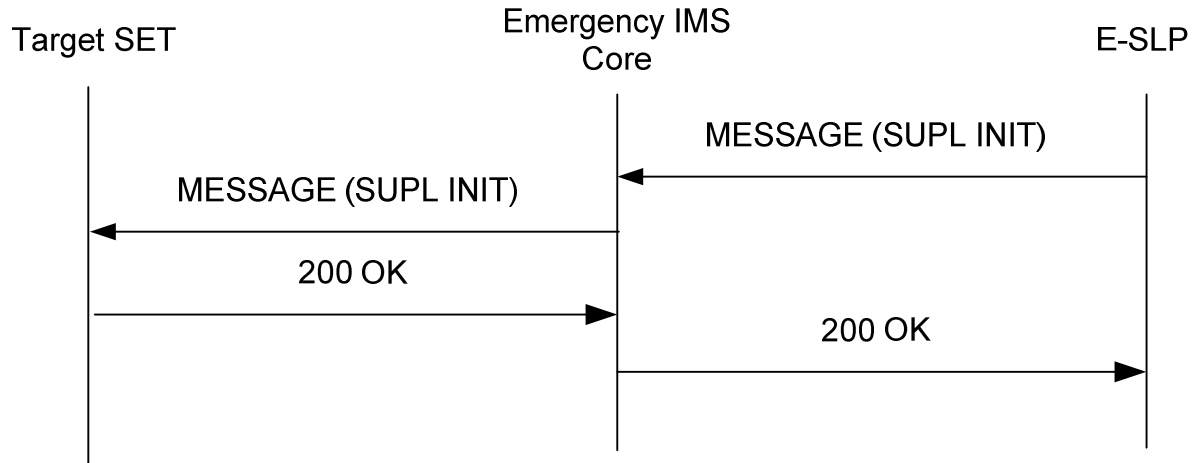 Target SET
Emergency IMS
Core
E-SLP
MESSAGE (SUPL INIT)
MESSAGE (SUPL INIT)
200 OK
200 OK